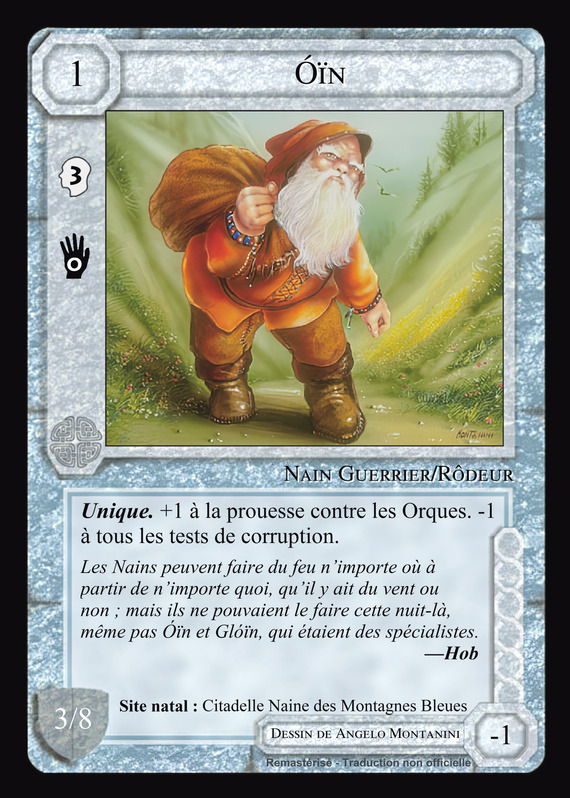 1
Óïn
3
0
Nain Guerrier/Rôdeur
Unique. +1 à la prouesse contre les Orques. -1
à tous les tests de corruption.
Les Nains peuvent faire du feu n’importe où à
partir de n’importe quoi, qu’il y ait du vent ou
non ; mais ils ne pouvaient le faire cette nuit-là,
même pas Óïn et Glóïn, qui étaient des spécialistes.
—Hob
Site natal : Citadelle Naine des Montagnes Bleues
3/8
Dessin de Angelo Montanini
-1
Remastérisé - Traduction non officielle